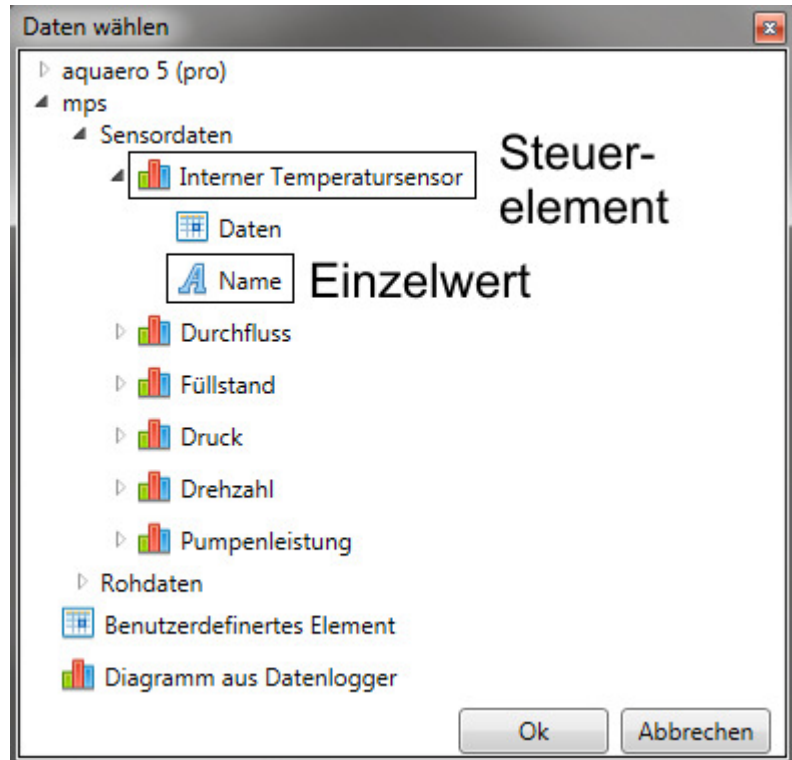 Daten wählen
aquaero 5 (pro)
mps
Sensordaten
Interner Temperatursensor
Steuer-
element
Daten
Name
Einzelwert
Durchfluss
Füllstand
Druck
Drehzahl
Pumpenleistung
Rohdaten
Benutzerdefiniertes Element
Diagramm aus Datenlogger
Ok
Abbrechen